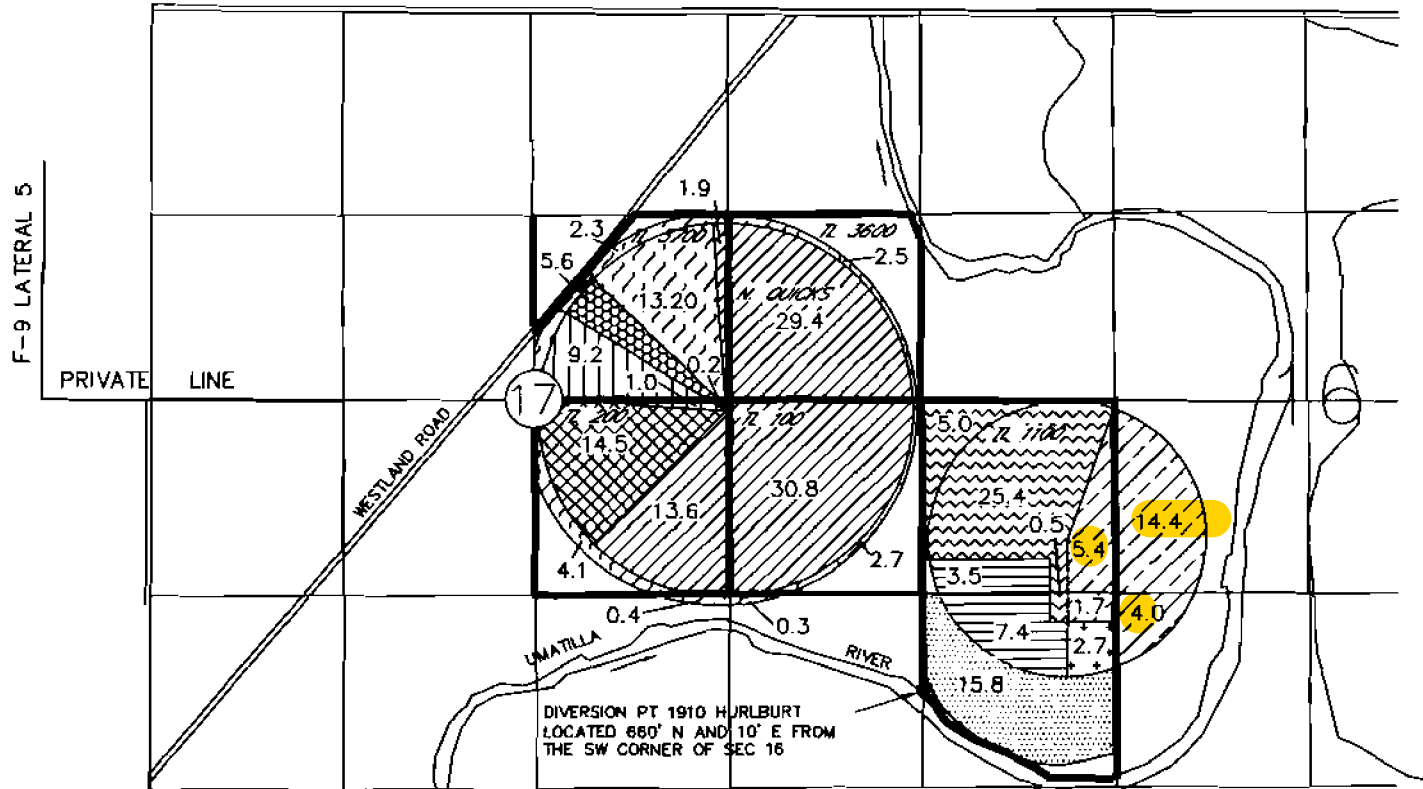 F-9 LATERAL 5
PRIVATE LINE
WESTLAND ROAD
17
1.9
2.3
5.6
TL 3700
TL 3600
2.5
13.20
N. QUICKS
29.4
9.2
0.2
1.0
TL 200
TL 100
14.5
13.6
30.8
4.1
2.7
0.4
0.3
5.0
TL 1100
25.4
0.5
5.4
14.4
3.5
1.7
4.0
7.4
2.7
15.8
UMATILLA RIVER
DIVERSION PT 1910 HURLBURT
LOCATED 660' N AND 10' E FROM
THE SW CORNER OF SEC 16